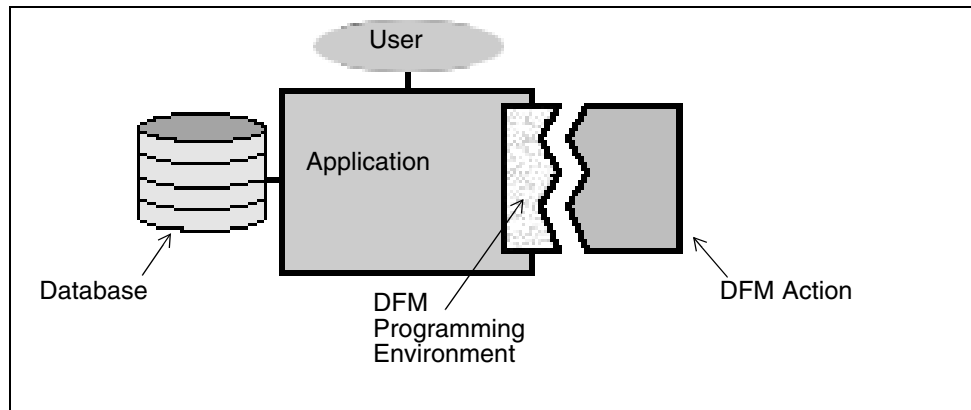 User
Application
Database
DFM
Programming
Environment
DFM Action